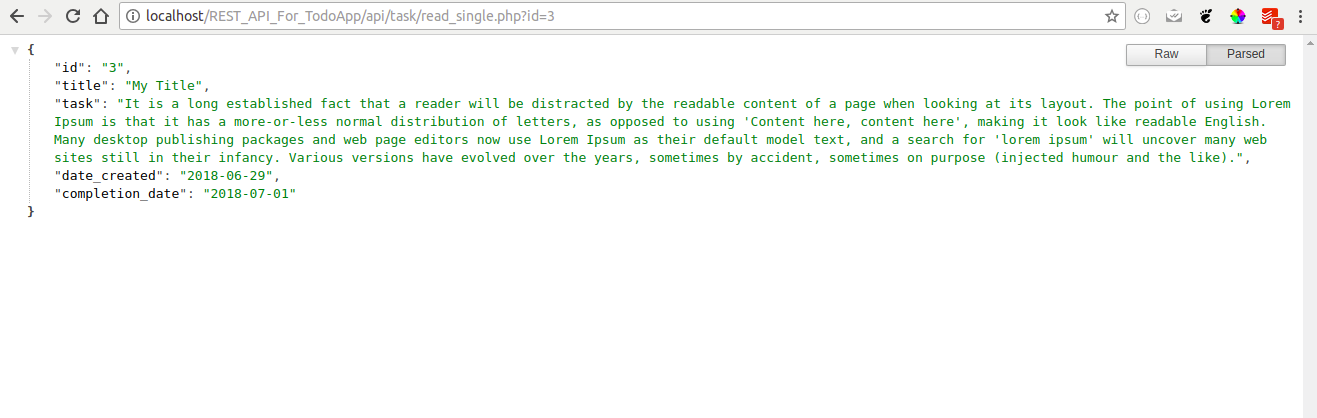 localhost/REST_API_For_TodoApp/api/task/read_single.php?id=3
?
Raw Parsed
{
"id": "3",
"title": "My Title",
"task": "It is a long established fact that a reader will be distracted by the readable content of a page when looking at its layout. The point of using Lorem
Ipsum is that it has a more-or-less normal distribution of letters, as opposed to using 'Content here, content here', making it look like readable English.
Many desktop publishing packages and web page editors now use Lorem Ipsum as their default model text, and a search for 'lorem ipsum' will uncover many web
sites still in their infancy. Various versions have evolved over the years, sometimes by accident, sometimes on purpose (injected humour and the like).",
"date_created": "2018-06-29",
"completion_date": "2018-07-01"
}